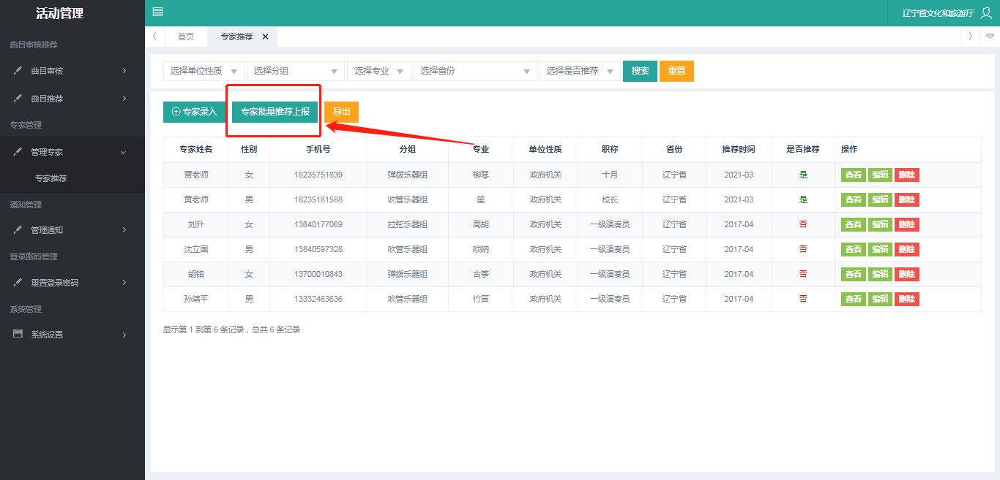 活动管理
辽宁省文化和旅游厅
首页 专家推荐
曲目审核推荐
曲目审核
曲目推荐
专家管理
管理专家
专家推荐
通知管理
管理通知
登录密码管理
重置登录密码
系统管理
系统设置
选择单位性质 选择分组 选择专业 选择省份 选择是否推荐 搜索 重置
专家录入 专家批量推荐上报 导出
专家姓名 性别 手机号 分组 专业 单位性质 职称 省份 推荐时间 是否推荐 操作
贾老师 女 18235751839 弹拨乐器组 柳琴 政府机关 十月 辽宁省 2021-03 是 查看 编辑 删除
黄老师 男 18235181588 吹管乐器组 笙 政府机关 校长 辽宁省 2021-03 是 查看 编辑 删除
刘升 女 13840177069 拉弦乐器组 高胡 政府机关 一级演奏员 辽宁省 2017-04 否 查看 编辑 删除
沈立国 男 13840597328 吹管乐器组 唢呐 政府机关 一级演奏员 辽宁省 2017-04 否 查看 编辑 删除
胡铭 女 13700010843 弹拨乐器组 古筝 政府机关 一级演奏员 辽宁省 2017-04 否 查看 编辑 删除
孙靖平 男 13332463636 吹管乐器组 竹笛 政府机关 一级演奏员 辽宁省 2017-04 否 查看 编辑 删除
显示第 1 到第 6 条记录，总共 6 条记录